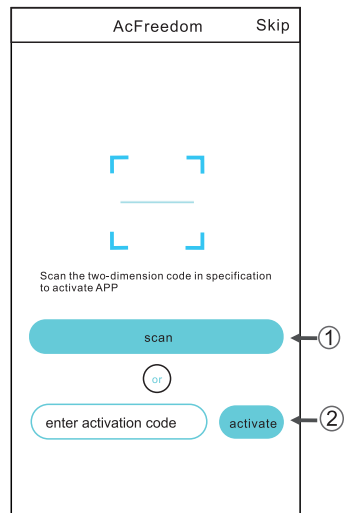 AcFreedom Skip
Scan the two-dimension code in specification
to activate APP
scan ①
or
enter activation code activate ②